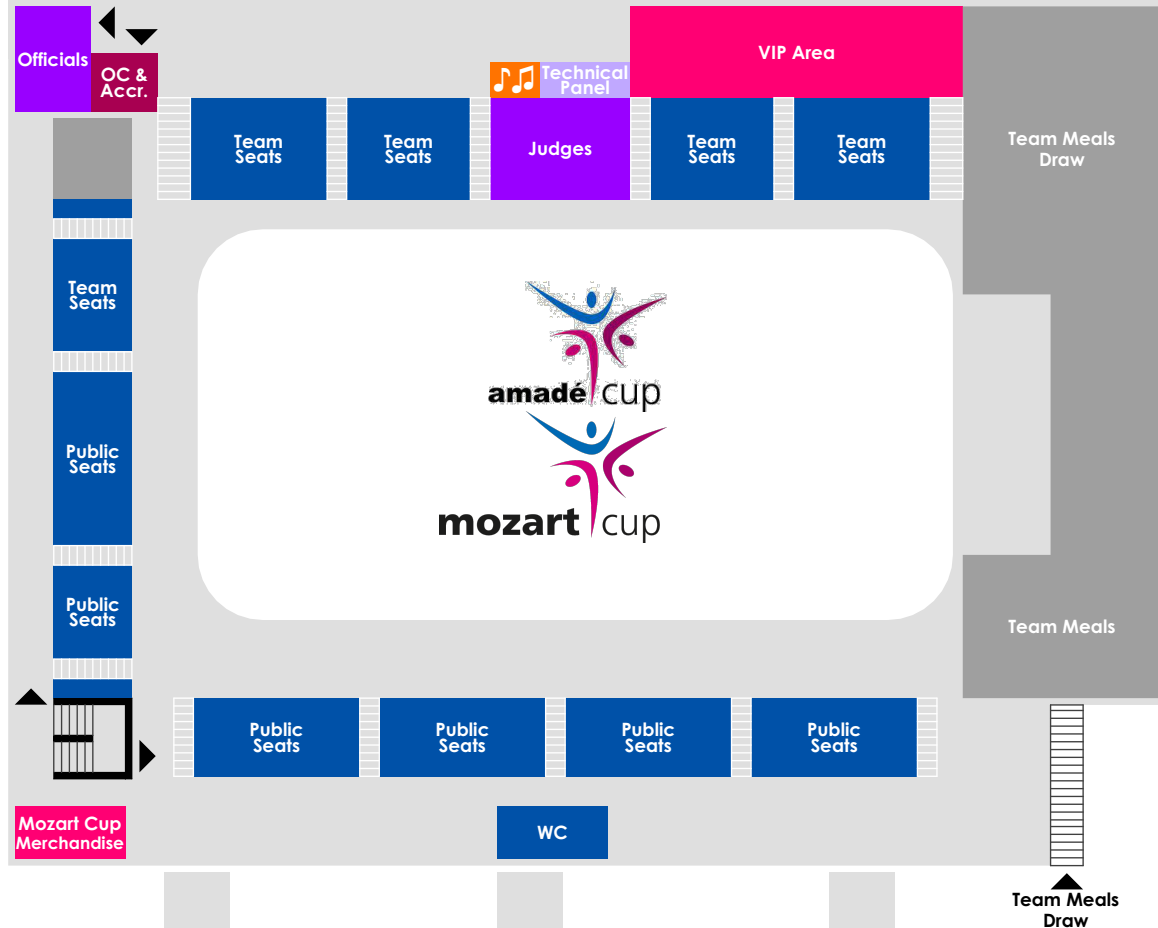 Officials
OC &
Accr.
Technical
Panel
VIP Area
Team
Seats
Team
Seats
Judges
Team
Seats
Team
Seats
Team Meals
Draw
Team
Seats
amadé cup
mozart cup
Public
Seats
Public
Seats
Team Meals
Public
Seats
Public
Seats
Public
Seats
Public
Seats
Mozart Cup
Merchandise
WC
Team Meals
Draw